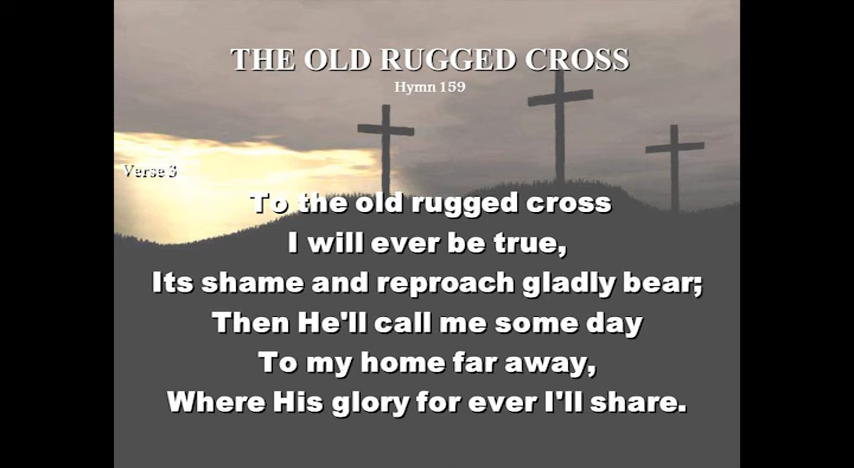 THE OLD RUGGED CROSS
Hymn 159
Verse 3
To the old rugged cross
I will ever be true,
Its shame and reproach gladly bear;
Then He'll call me some day
To my home far away,
Where His glory for ever I'll share.